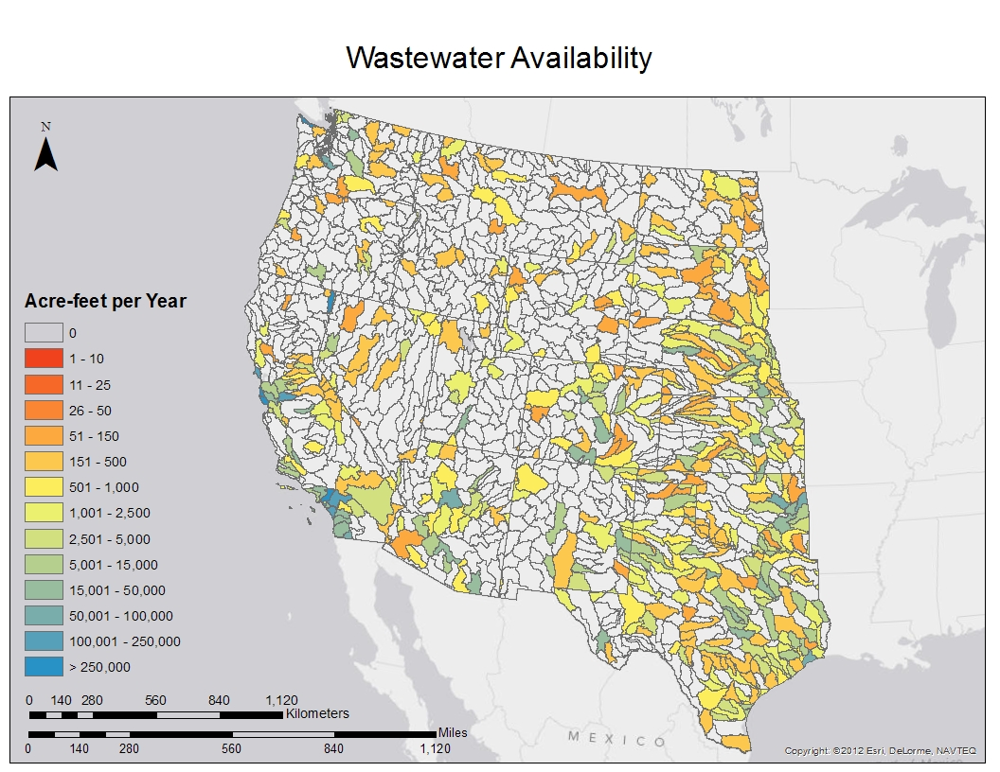 Wastewater Availability
N
Acre-feet per Year
0
1 - 10
11 - 25
26 - 50
51 - 150
151 - 500
501 - 1,000
1,001 - 2,500
2,501 - 5,000
5,001 - 15,000
15,001 - 50,000
50,001 - 100,000
100,001 - 250,000
> 250,000
0 140 280 560 840 1,120
Kilometers
Miles
0 140 280 560 840 1,120
MEXICO
Copyright: ©2012 Esri, DeLorme, NAVTEQ